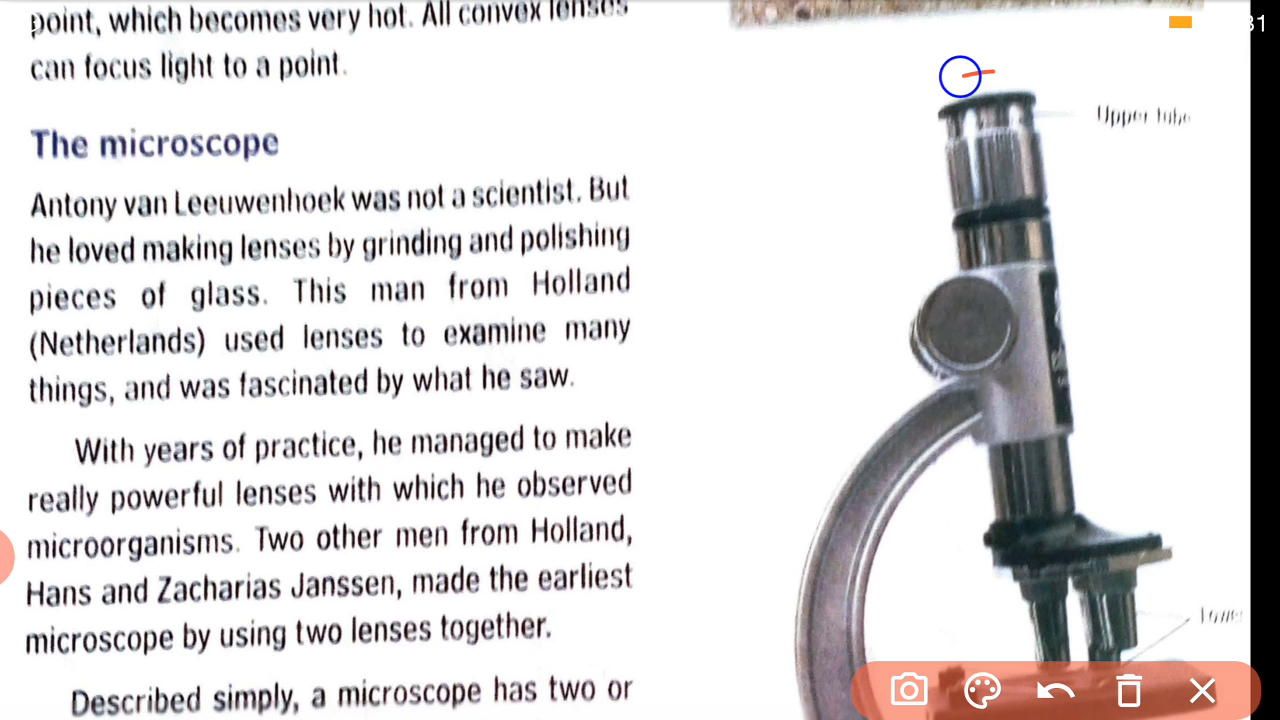 point, which becomes very hot. All convex lenses
can focus light to a point.
The microscope
Antony van Leeuwenhoek was not a scientist. But
he loved making lenses by grinding and polishing
pieces of glass. This man from Holland
(Netherlands) used lenses to examine many
things, and was fascinated by what he saw.
With years of practice, he managed to make
really powerful lenses with which he observed
microorganisms. Two other men from Holland,
Hans and Zacharias Janssen, made the earliest
microscope by using two lenses together.
Described simply, a microscope has two or
Upper tube
Lower
31